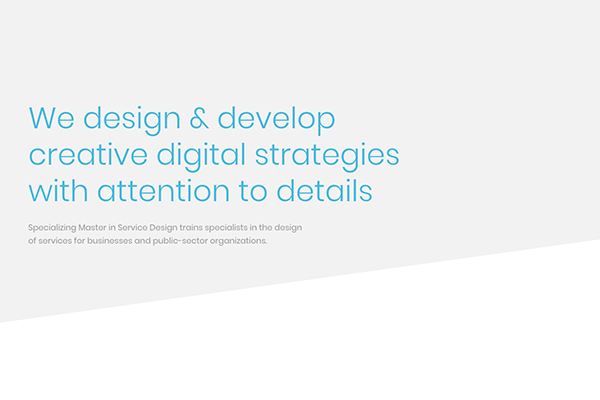 We design & develop
creative digital strategies
with attention to details
Specializing Master in Service Design trains specialists in the design
of services for businesses and public-sector organizations.